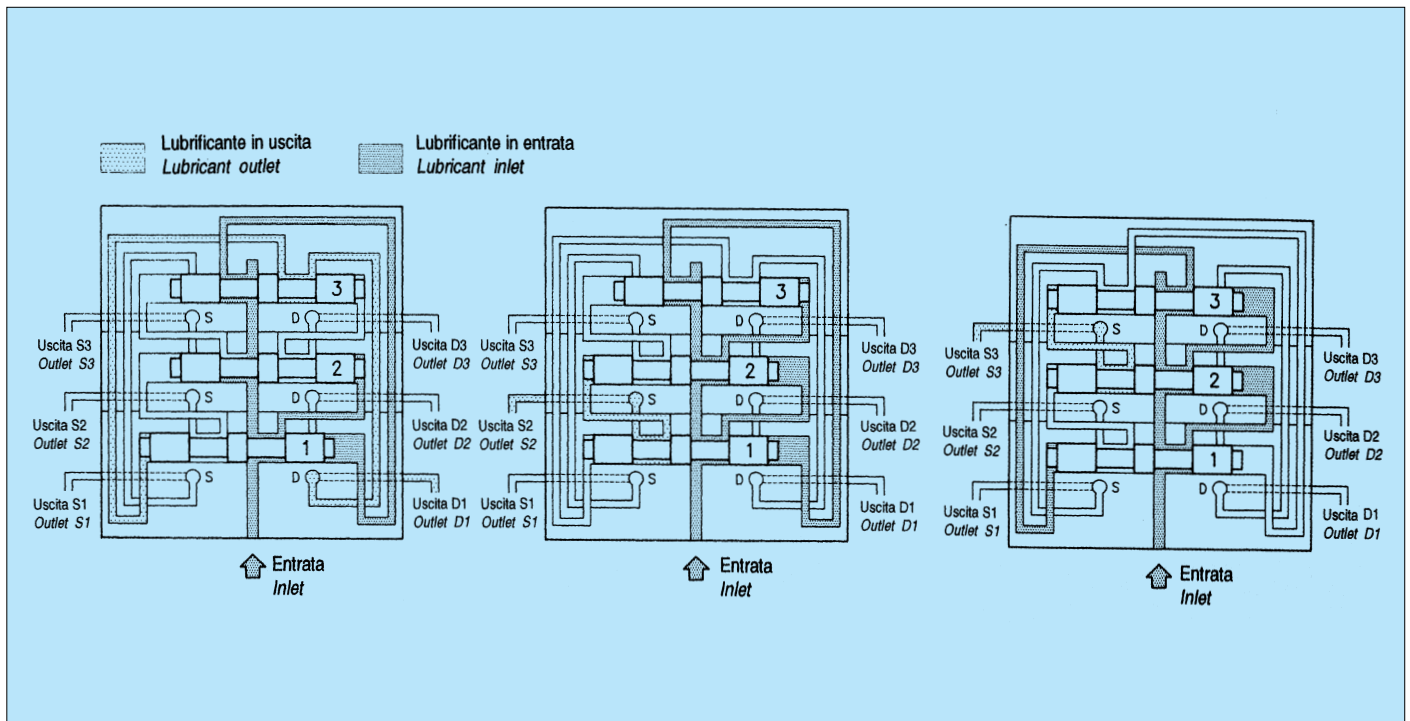 Lubrificante in uscita
Lubricant outlet
Lubrificante in entrata
Lubricant inlet
3
S
D
Uscita S3
Outlet S3
Uscita D3
Outlet D3
2
S
D
Uscita S2
Outlet S2
Uscita D2
Outlet D2
1
S
D
Uscita S1
Outlet S1
Uscita D1
Outlet D1
Entrata
Inlet
3
S
D
Uscita S3
Outlet S3
Uscita D3
Outlet D3
2
S
D
Uscita S2
Outlet S2
Uscita D2
Outlet D2
1
S
D
Uscita S1
Outlet S1
Uscita D1
Outlet D1
Entrata
Inlet
3
S
D
Uscita S3
Outlet S3
Uscita D3
Outlet D3
2
S
D
Uscita S2
Outlet S2
Uscita D2
Outlet D2
1
S
D
Uscita S1
Outlet S1
Uscita D1
Outlet D1
Entrata
Inlet